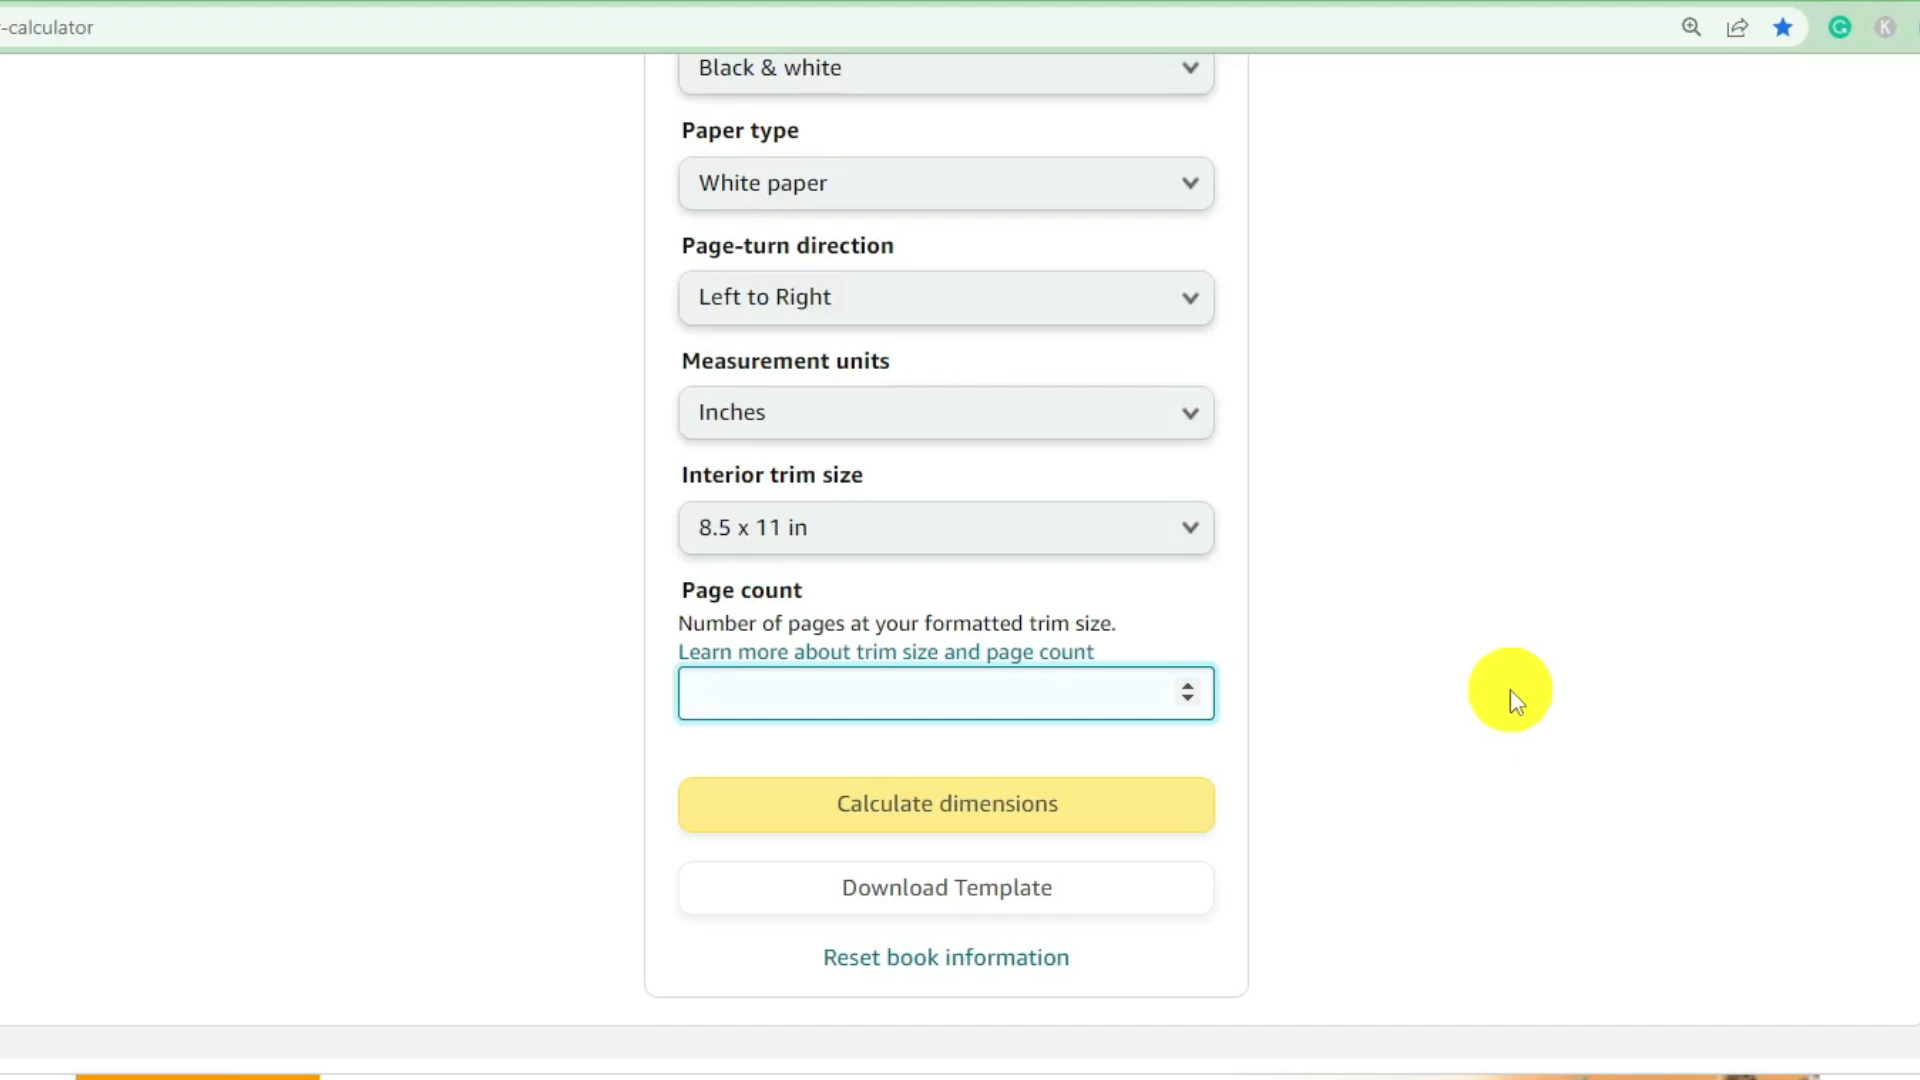 -calculator
K
Black & white
Paper type
White paper
Page-turn direction
Left to Right
Measurement units
Inches
Interior trim size
8.5 x 11 in
Page count
Number of pages at your formatted trim size.
Learn more about trim size and page count
Calculate dimensions
Download Template
Reset book information